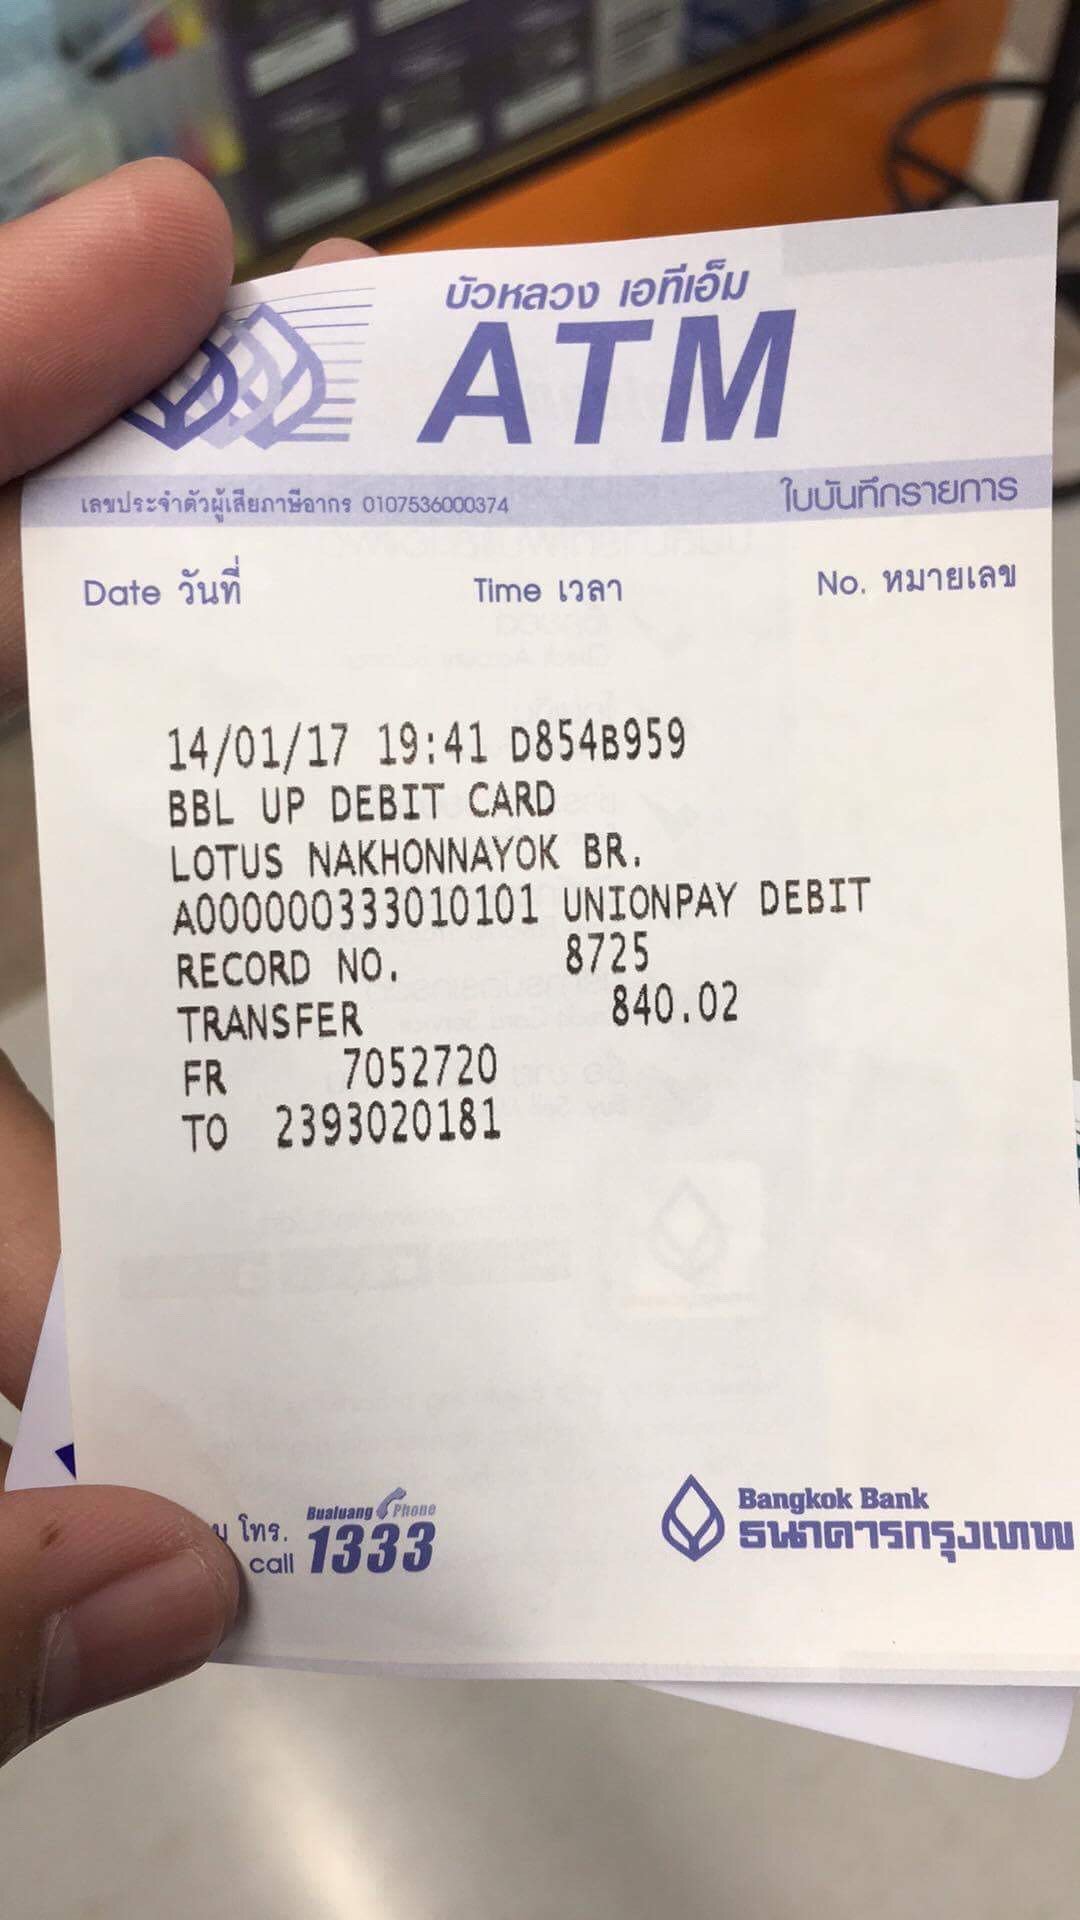 บัวหลวง เอทีเอ็ม
ATM
เลขประจำตัวผู้เสียภาษีอากร 0107536000374
ใบบันทึกรายการ
Date วันที่ Time เวลา No. หมายเลข
14/01/17 19:41 D854B959
BBL UP DEBIT CARD
LOTUS NAKHONNAYOK BR.
A000000333010101 UNIONPAY DEBIT
RECORD NO. 8725
TRANSFER 840.02
FR 7052720
TO 2393020181
Bualuang Phone
โทร.
call 1333
Bangkok Bank
ธนาคารกรุงเทพ